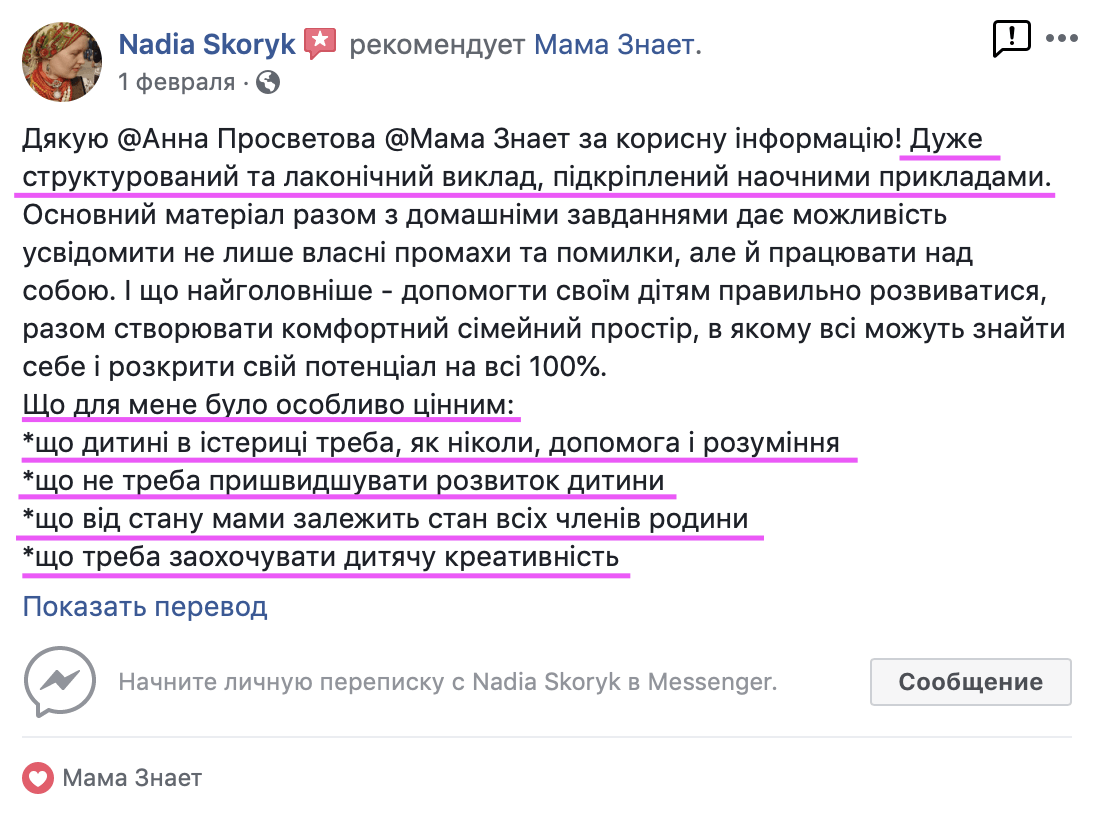 Nadia Skoryk рекомендует Мама Знает.
1 февраля ·
Дякую @Анна Просветова @Мама Знает за корисну інформацію! Дуже
структурований та лаконічний виклад, підкріплений наочними прикладами.
Основний матеріал разом з домашніми завданнями дає можливість
усвідомити не лише власні промахи та помилки, але й працювати над
собою. І що найголовніше - допомогти своїм дітям правильно розвиватися,
разом створювати комфортний сімейний простір, в якому всі можуть знайти
себе і розкрити свій потенціал на всі 100%.
Що для мене було особливо цінним:
*що дитині в істериці треба, як ніколи, допомога і розуміння
*що не треба пришвидшувати розвиток дитини
*що від стану мами залежить стан всіх членів родини
*що треба заохочувати дитячу креативність
Показать перевод
Начните личную переписку с Nadia Skoryk в Messenger.
Сообщение
Мама Знает